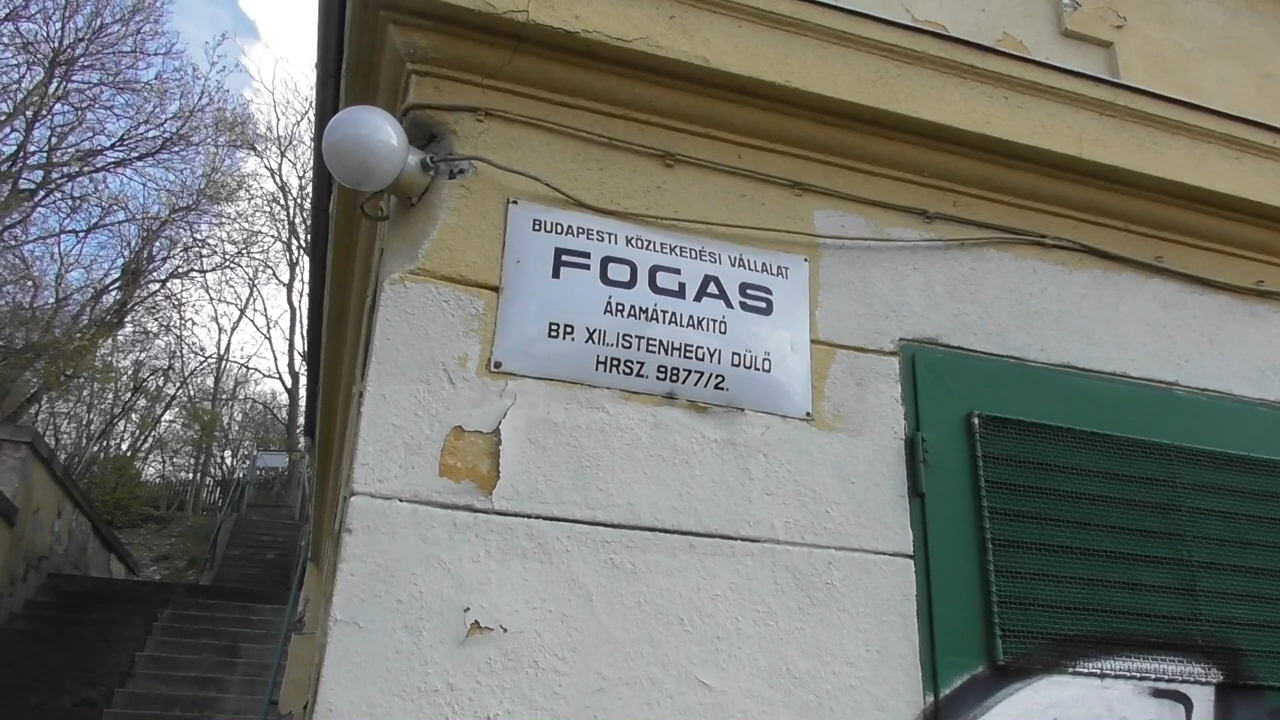 BUDAPESTI KÖZLEKEDÉSI VÁLLALAT
FOGAS
ÁRAMÁTALAKITÓ
BP. XII., ISTENHEGYI DÜLŐ
HRSZ. 9877/2.